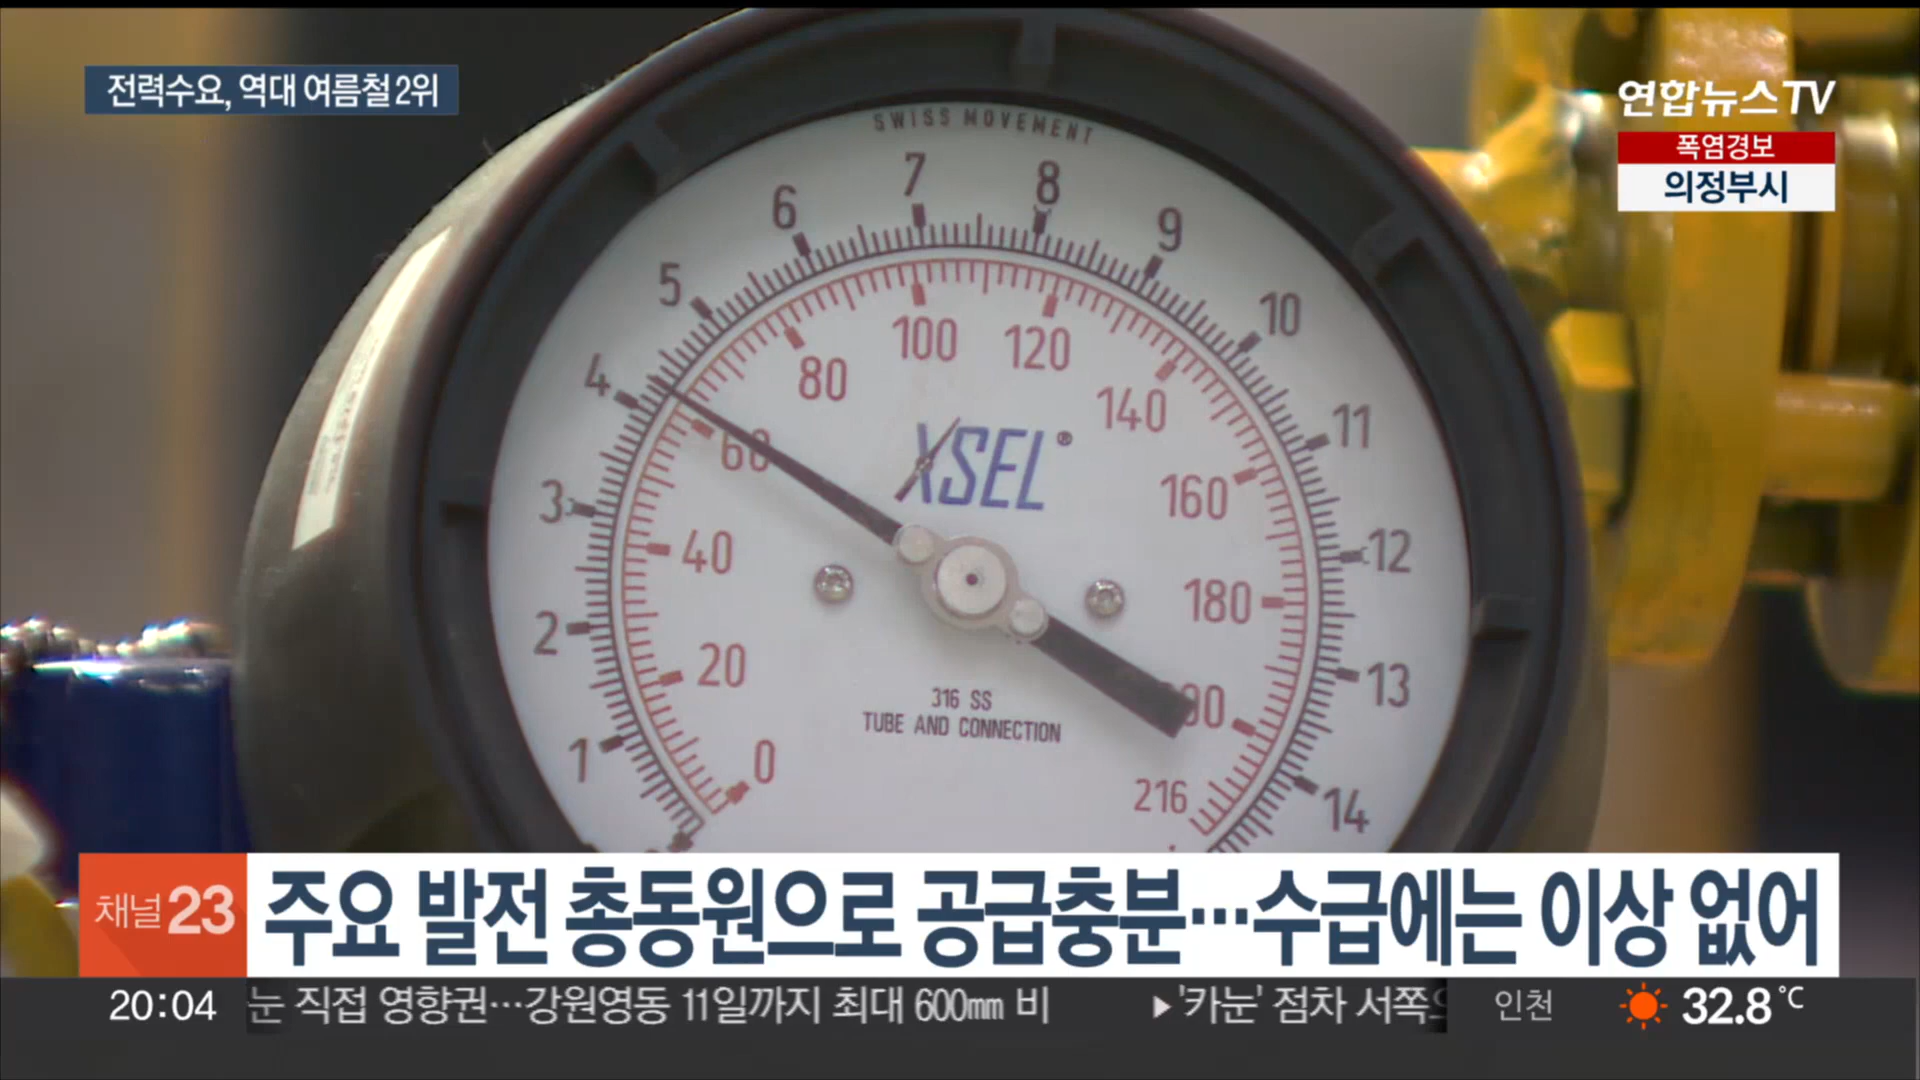 전력수요, 역대 여름철 2위
연합뉴스TV
폭염경보
의정부시
SWISS MOVEMENT
1 2 3 4 5 6 7 8 9 10 11 12 13 14
0 20 40 60 80 100 120 140 160 180 216
XSEL®
316 SS
TUBE AND CONNECTION
채널 23
주요 발전 총동원으로 공급충분…수급에는 이상 없어
20:04
눈 직접 영향권…강원영동 11일까지 최대 600mm 비 ▶'카눈' 점차 서쪽으
인천
32.8℃